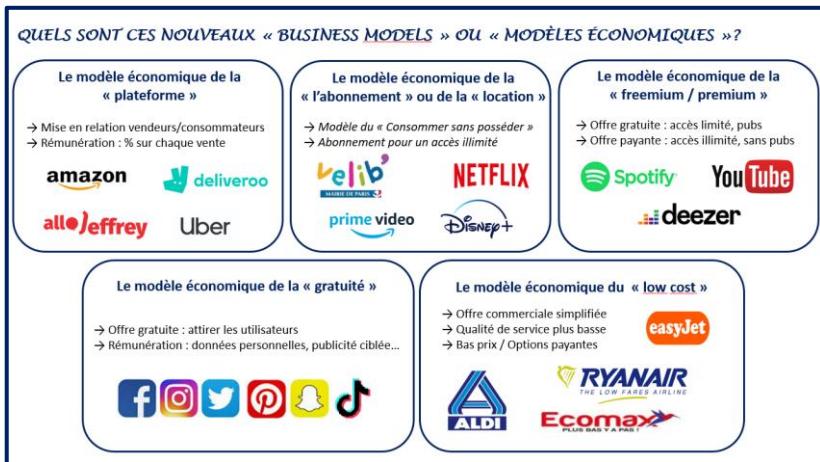 QUELS SONT CES NOUVEAUX « BUSINESS MODELS » OU « MODÈLES ÉCONOMIQUES »?
Le modèle économique de la
« plateforme »
→ Mise en relation vendeurs/consommateurs
→ Rémunération : % sur chaque vente
amazon
deliveroo
allo Jeffrey
Uber
Le modèle économique de la
« l'abonnement » ou de la « location »
→ Modèle du « Consommer sans posséder »
→ Abonnement pour un accès illimité
velib'
MAIRIE DE PARIS
NETFLIX
prime video
Disney+
Le modèle économique de la
« freemium / premium »
→ Offre gratuite : accès limité, pubs
→ Offre payante : accès illimité, sans pubs
Spotify
YouTube
deezer
Le modèle économique de la « gratuité »
→ Offre gratuite : attirer les utilisateurs
→ Rémunération : données personnelles, publicité ciblée...
Le modèle économique du « low cost »
→ Offre commerciale simplifiée
→ Qualité de service plus basse
→ Bas prix / Options payantes
easyJet
ALDI
RYANAIR
THE LOW FARES AIRLINE
Ecomax
PLUS BAS Y A PAS !